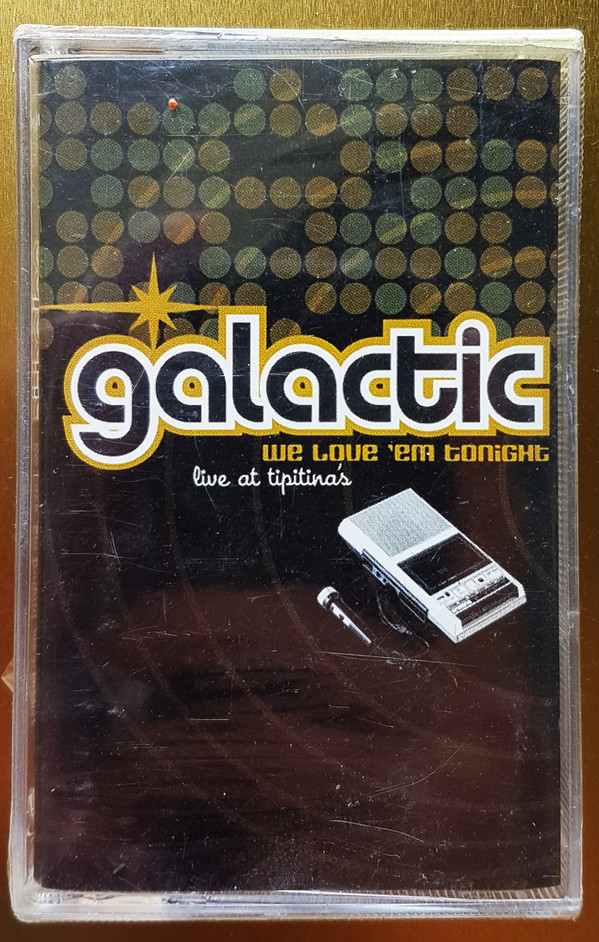 galactic
we love 'em tonight
live at tipitina's